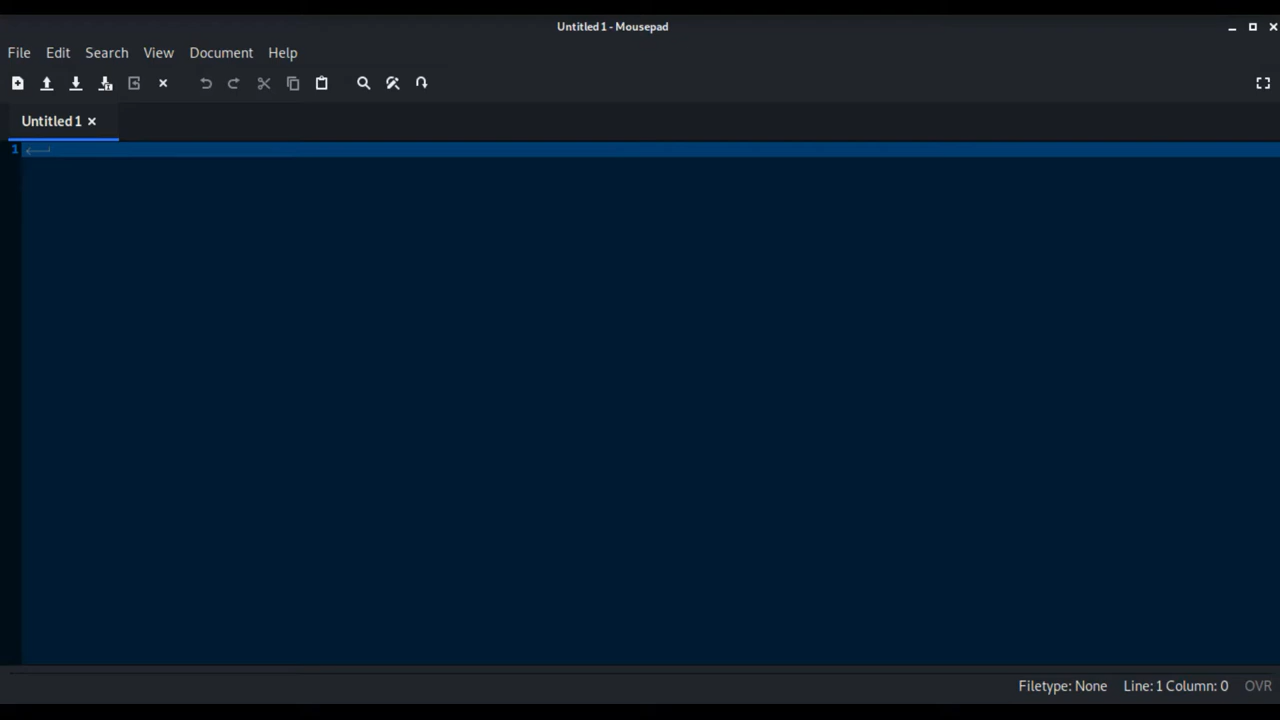 Untitled 1 - Mousepad
File Edit Search View Document Help
Untitled 1
1
Filetype: None Line: 1 Column: 0 OVR